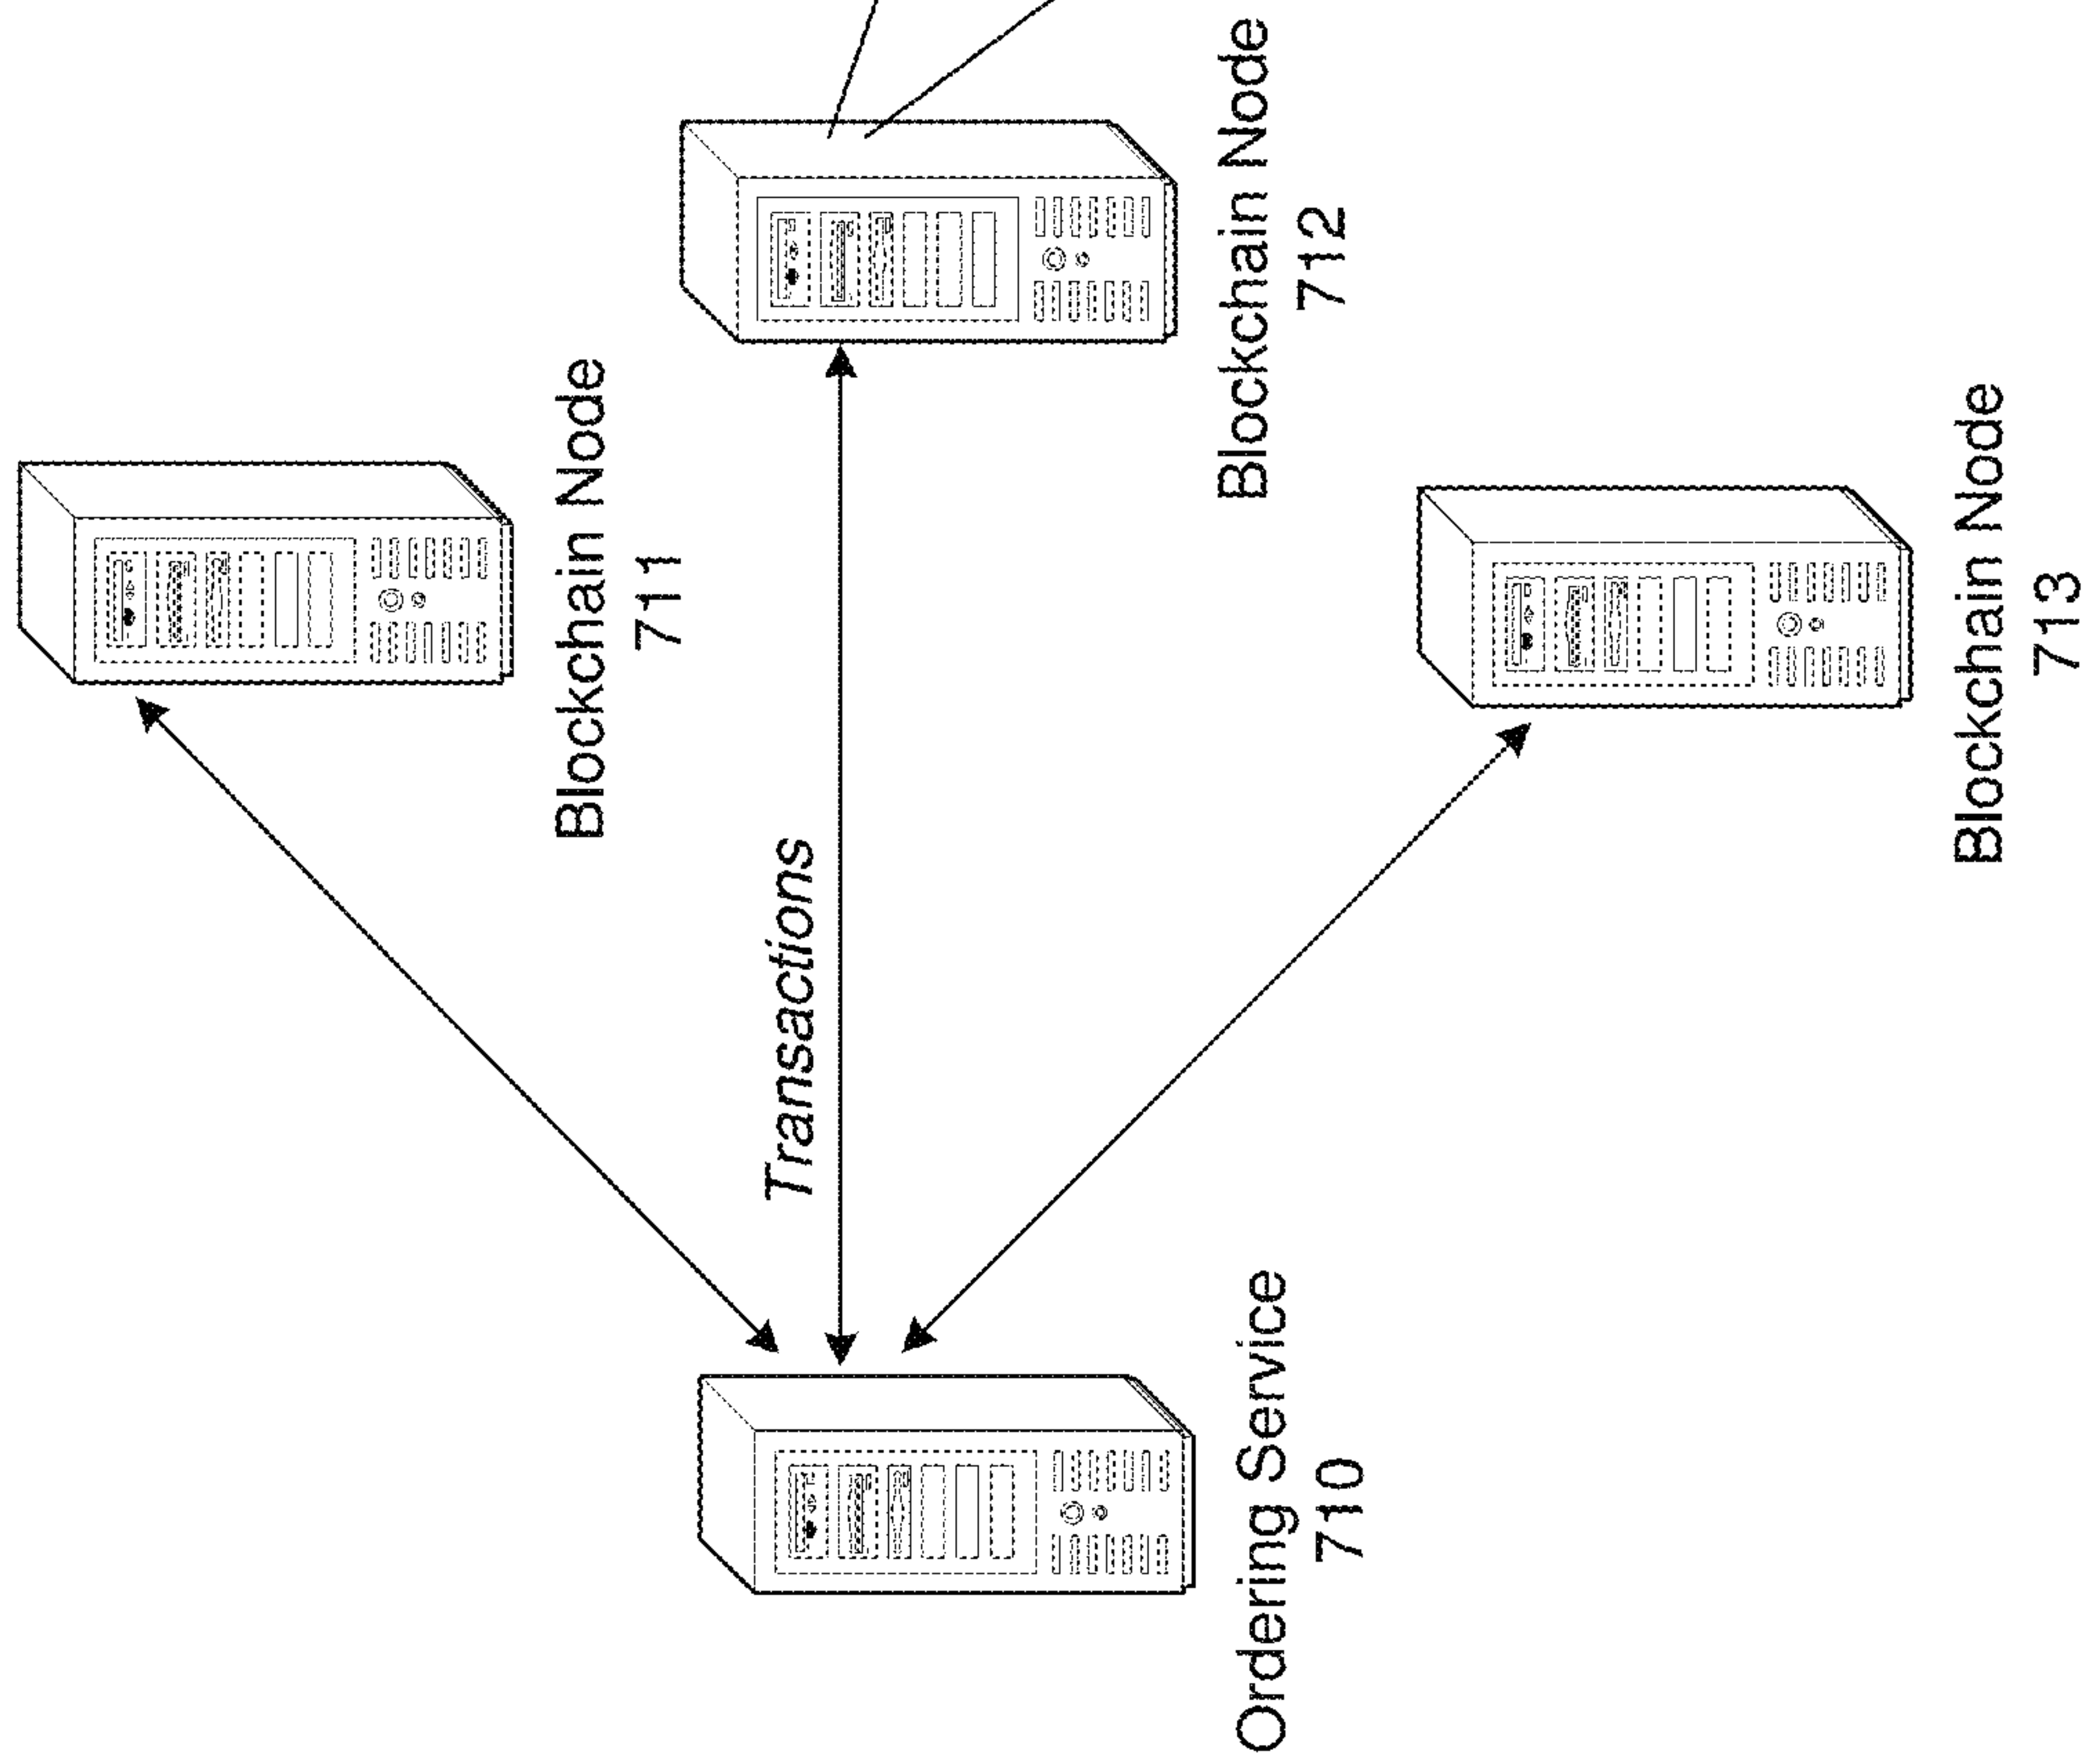 Blockchain Node
711
Transactions
Ordering Service
710
Blockchain Node
712
Blockchain Node
713